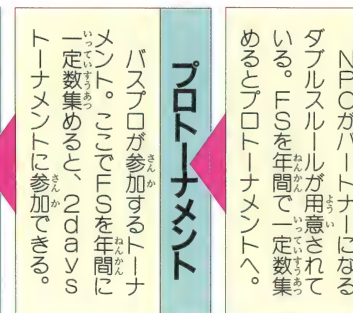 NPCがパートナーになる
ダブルスルールが用意されて
いる。FSを年間で一定数集
めるとプロトーナメントへ。
プロトーナメント
バスプロが参加するトーナ
メント。ここでFSを年間に
一定数集めると、2days
トーナメントに参加できる。